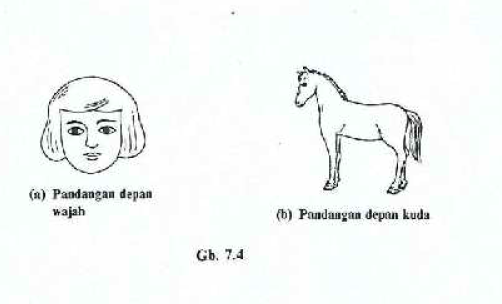 (a) Pandangan depan
wajah
(b) Pandangan depan kuda
Gb. 7.4